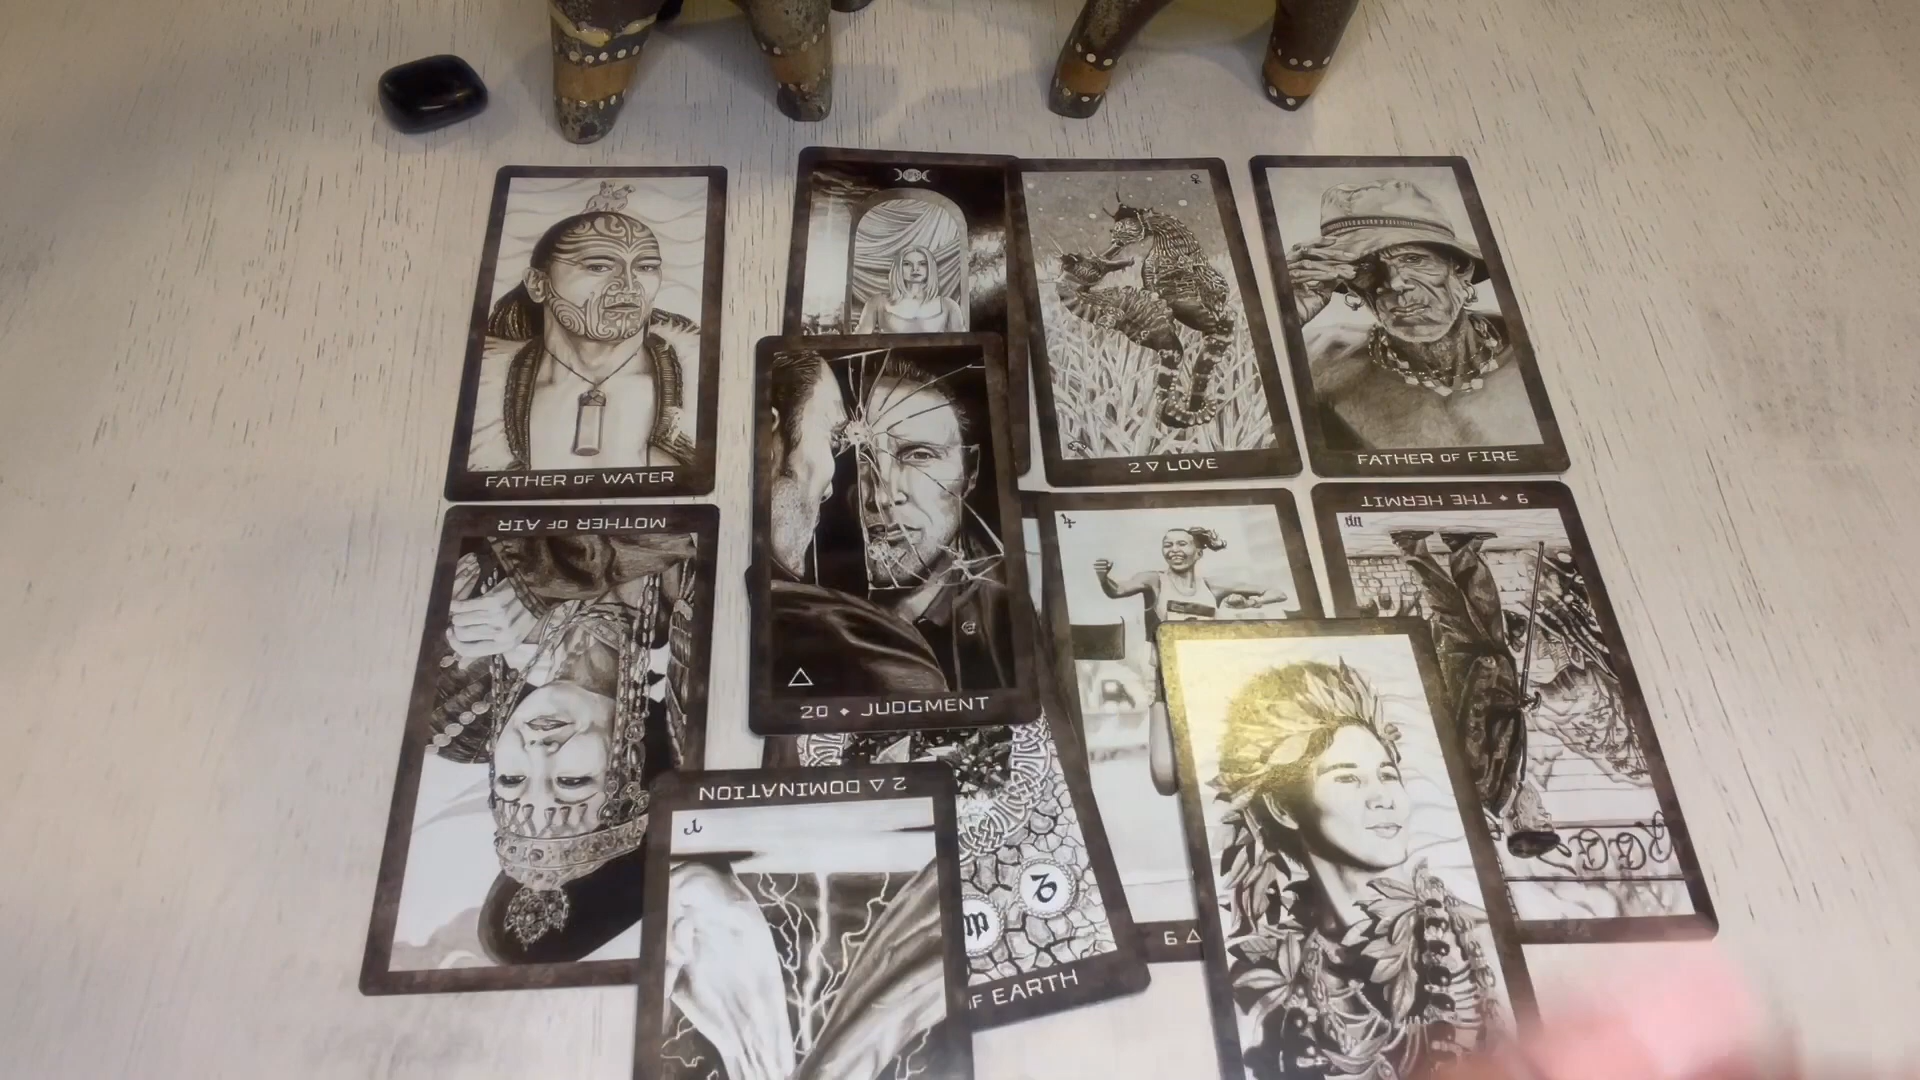 FATHER OF WATER
2 ▽ LOVE
FATHER OF FIRE
MOTHER OF AIR
20 ♦ JUDGMENT
9 ♦ THE HERMIT
2 △ DOMINATION
OF EARTH
6 △